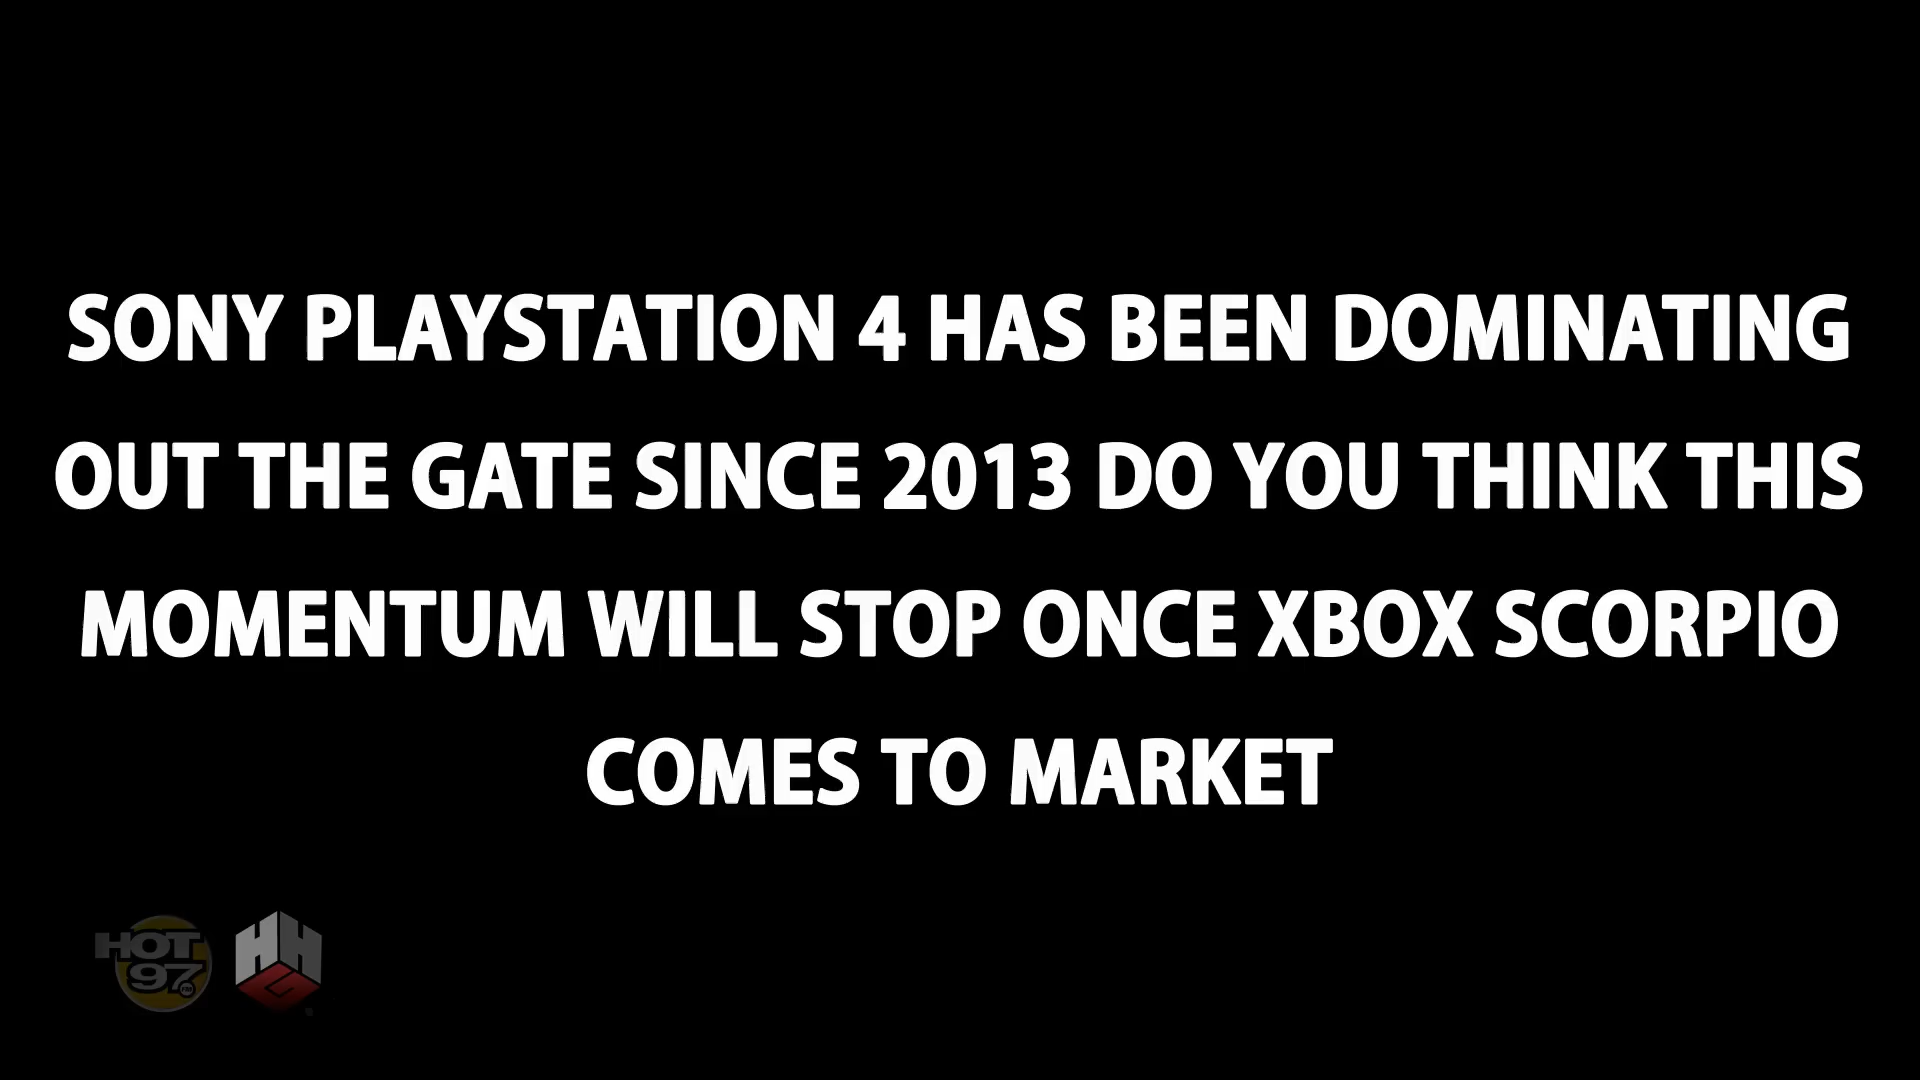 SONY PLAYSTATION 4 HAS BEEN DOMINATING
OUT THE GATE SINCE 2013 DO YOU THINK THIS
MOMENTUM WILL STOP ONCE XBOX SCORPIO
COMES TO MARKET
HOT
97
HHG